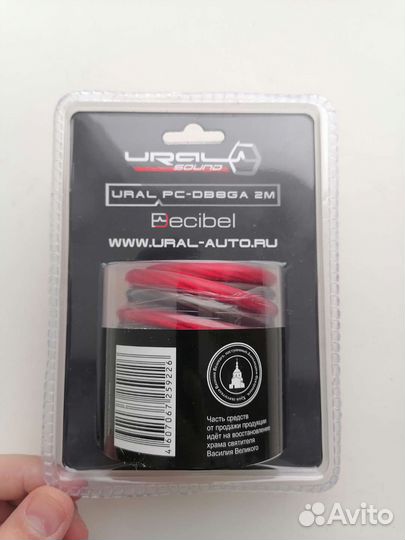 URAL
SOUND
URAL PC-DB8GA 2M
Decibel
WWW.URAL-AUTO.RU
4607067259226
Часть средств
от продажи продукции
идёт на восстановление
храма святителя
Василия Великого
Avito